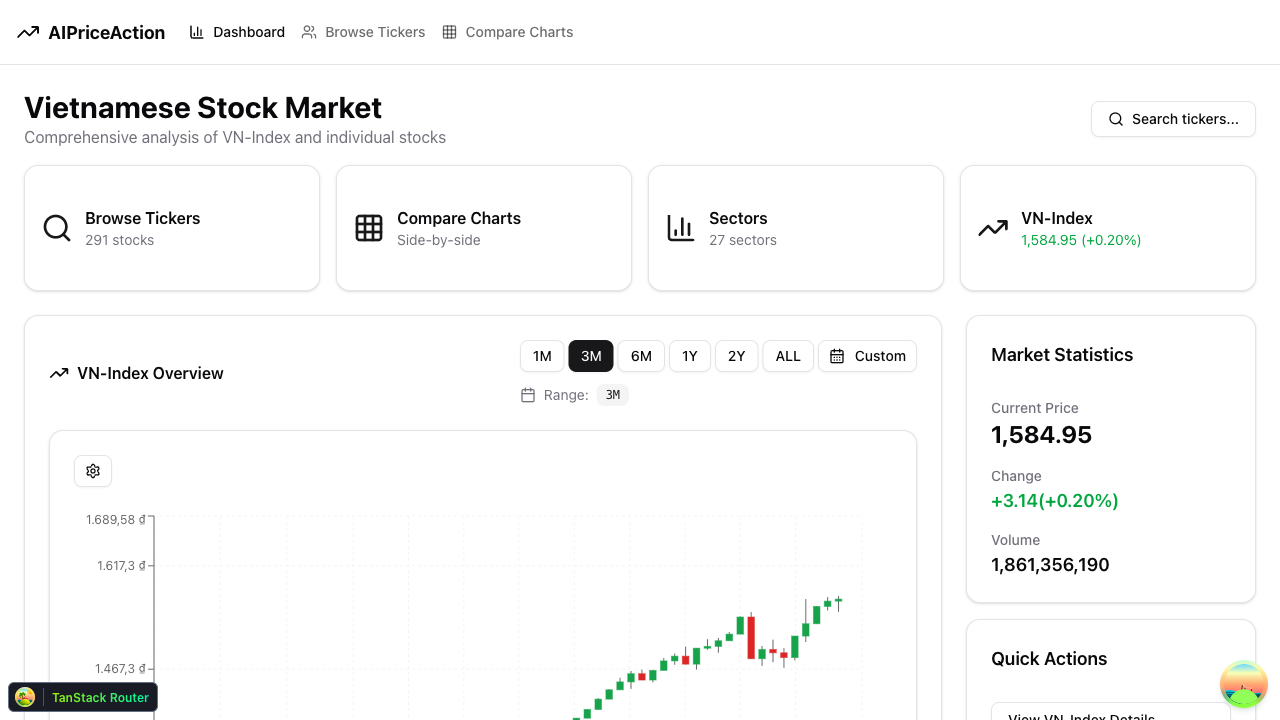 AIPriceAction
Dashboard
Browse Tickers
Compare Charts
Vietnamese Stock Market
Comprehensive analysis of VN-Index and individual stocks
Search tickers...
Browse Tickers
291 stocks
Compare Charts
Side-by-side
Sectors
27 sectors
VN-Index
1,584.95 (+0.20%)
VN-Index Overview
1M
3M
6M
1Y
2Y
ALL
Custom
Range: 3M
1.689,58 ₫
1.617,3 ₫
1.467,3 ₫
Market Statistics
Current Price
1,584.95
Change
+3.14(+0.20%)
Volume
1,861,356,190
Quick Actions
View VN-Index Details
TanStack Router